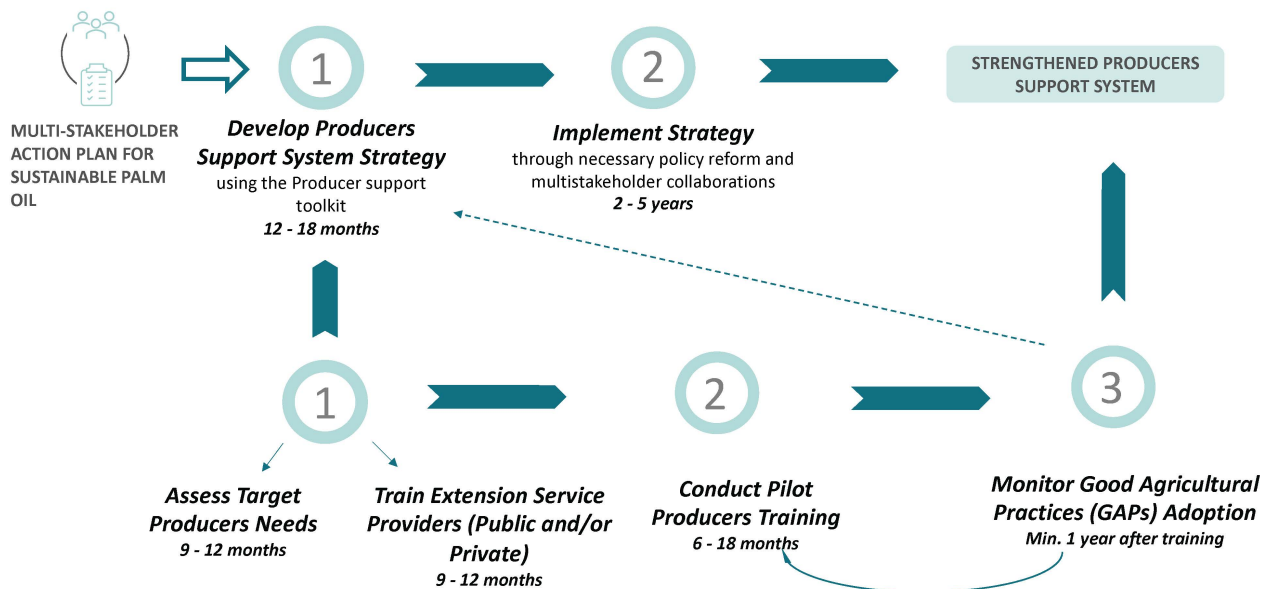 MULTI-STAKEHOLDER
ACTION PLAN FOR
SUSTAINABLE PALM
OIL
1
Develop Producers
Support System Strategy
using the Producer support
toolkit
12 - 18 months
2
Implement Strategy
through necessary policy reform and
multistakeholder collaborations
2 - 5 years
STRENGTHENED PRODUCERS
SUPPORT SYSTEM
1
Assess Target
Producers Needs
9 - 12 months
Train Extension Service
Providers (Public and/or
Private)
9 - 12 months
2
Conduct Pilot
Producers Training
6 - 18 months
3
Monitor Good Agricultural
Practices (GAPs) Adoption
Min. 1 year after training